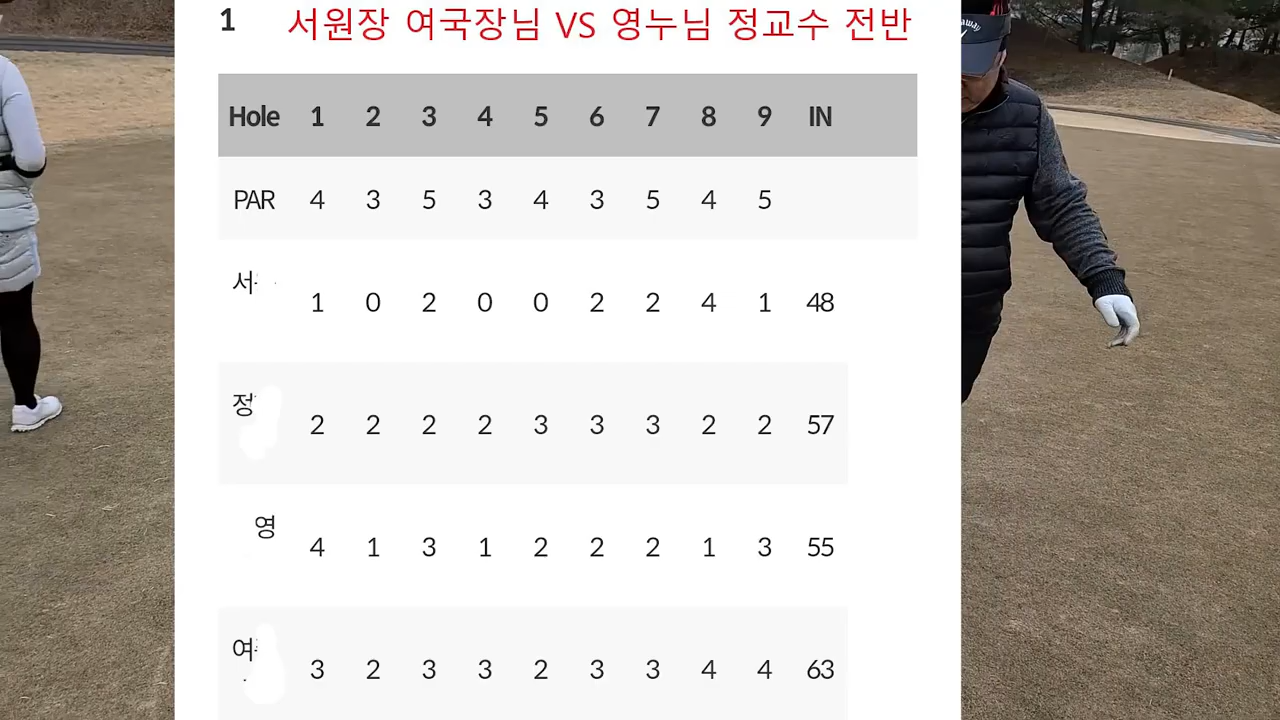 1 서원장 여국장님 VS 영누님 정교수 전반
Hole 1 2 3 4 5 6 7 8 9 IN
PAR 4 3 5 3 4 3 5 4 5
서 1 0 2 0 0 2 2 4 1 48
정 2 2 2 2 3 3 3 2 2 57
영 4 1 3 1 2 2 2 1 3 55
여 3 2 3 3 2 3 3 4 4 63